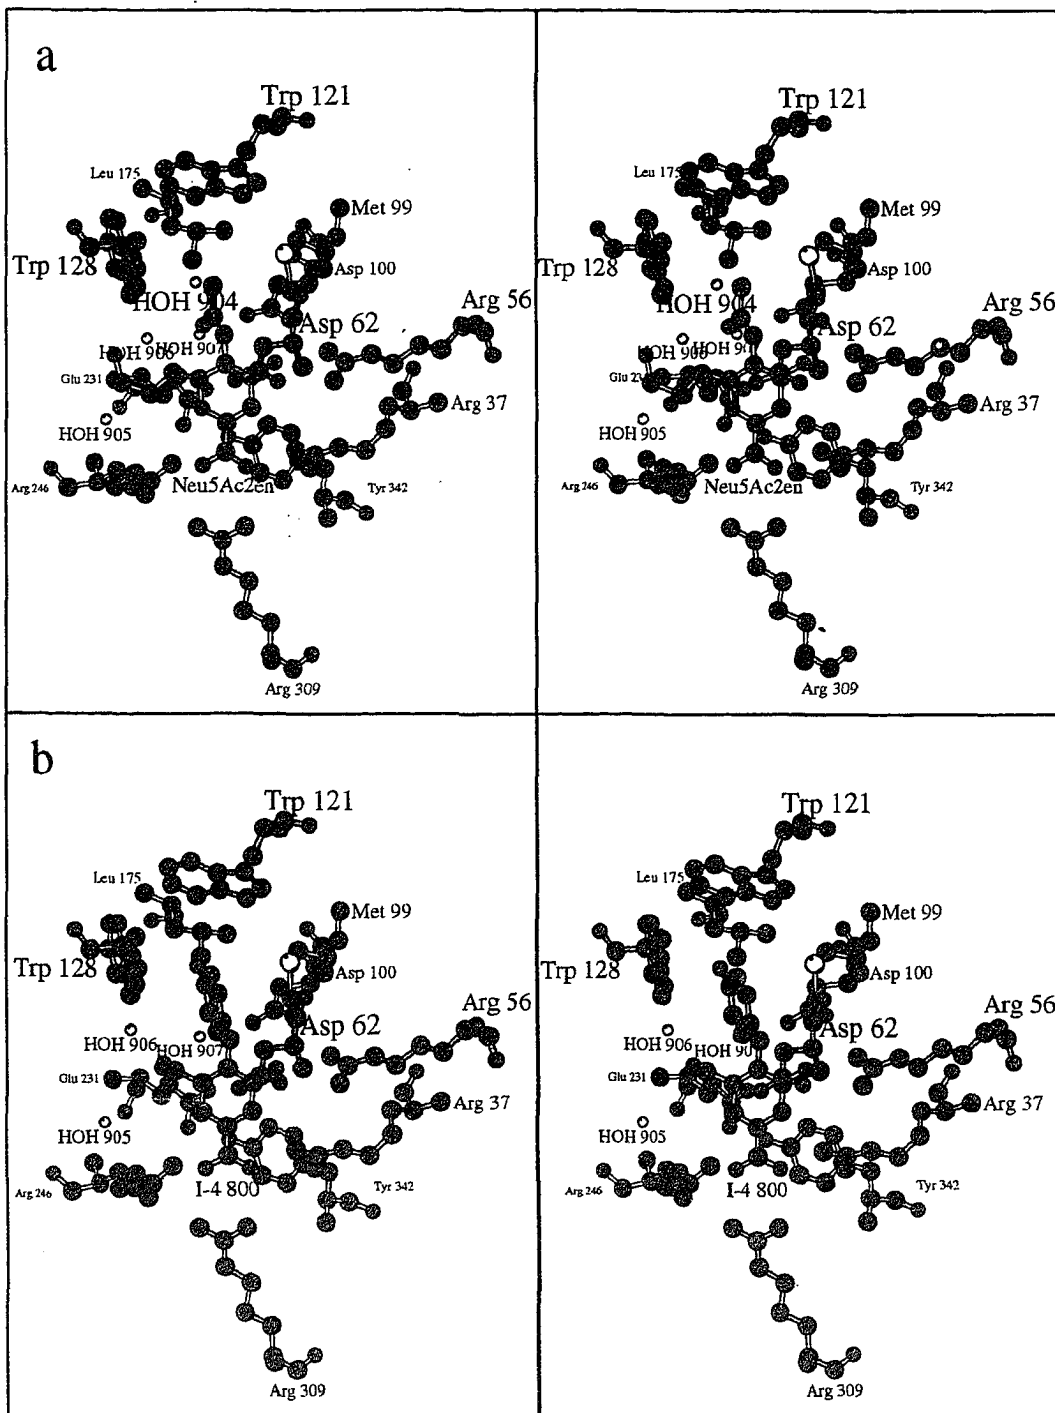 a
Trp 121
Trp 121
Leu 175
Leu 175
Met 99
Met 99
Trp 128
Asp 100
Trp 128
Asp 100
HOH 904
Arg 56
HOH 904
Arg 56
Asp 62
Asp 62
HOH 906
HOH 907
HOH 906
Glu 231
Arg 37
Arg 37
HOH 905
HOH 905
Arg 246
Neu5Ac2en
Tyr 342
Arg 246
Neu5Ac2en
Tyr 342
Arg 309
Arg 309
b
Trp 121
Trp 121
Leu 175
Leu 175
Met 99
Met 99
Trp 128
Asp 100
Trp 128
Asp 100
Arg 56
Arg 56
Asp 62
Asp 62
HOH 906
HOH 907
HOH 906
HOH 90
Glu 231
Glu 231
Arg 37
Arg 37
HOH 905
HOH 905
Arg 246
I-4 800
Tyr 342
Arg 246
I-4 800
Tyr 342
Arg 309
Arg 309